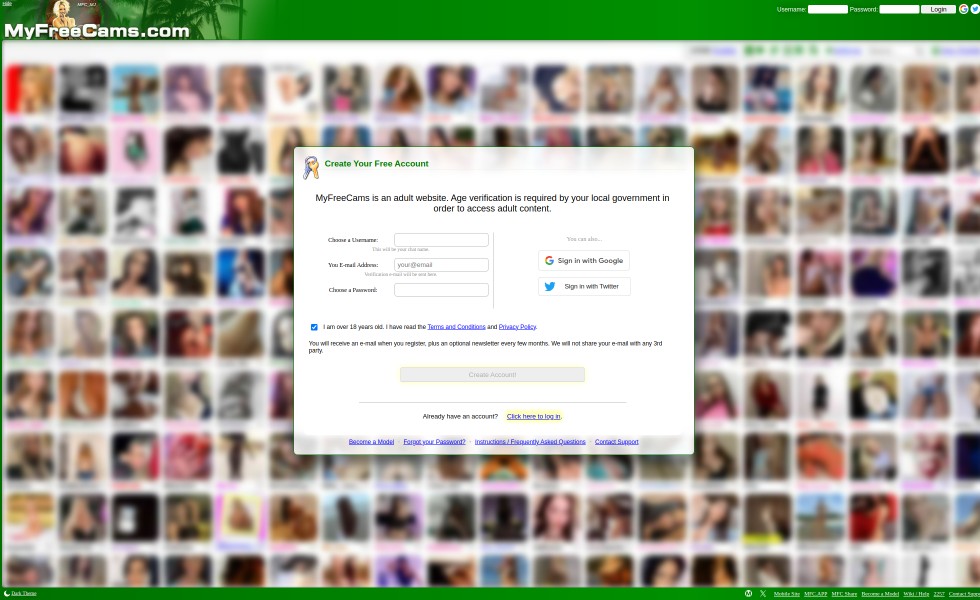 MyFreeCams.com
Username:
Password:
Login
Create Your Free Account
MyFreeCams is an adult website. Age verification is required by your local government in
order to access adult content.
Choose a Username:
This will be your chat name.
You E-mail Address: your@email
Verification e-mail will be sent here.
Choose a Password:
You can also...
Sign in with Google
Sign in with Twitter
I am over 18 years old. I have read the Terms and Conditions and Privacy Policy.
You will receive an e-mail when you register, plus an optional newsletter every few months. We will not share your e-mail with any 3rd
party.
Create Account!
Already have an account? Click here to log in.
Become a Model · Forgot your Password? · Instructions / Frequently Asked Questions · Contact Support
Dark Theme
Mobile Site MFC.APP MFC Share Become a Model Wiki / Help 2257 Contact